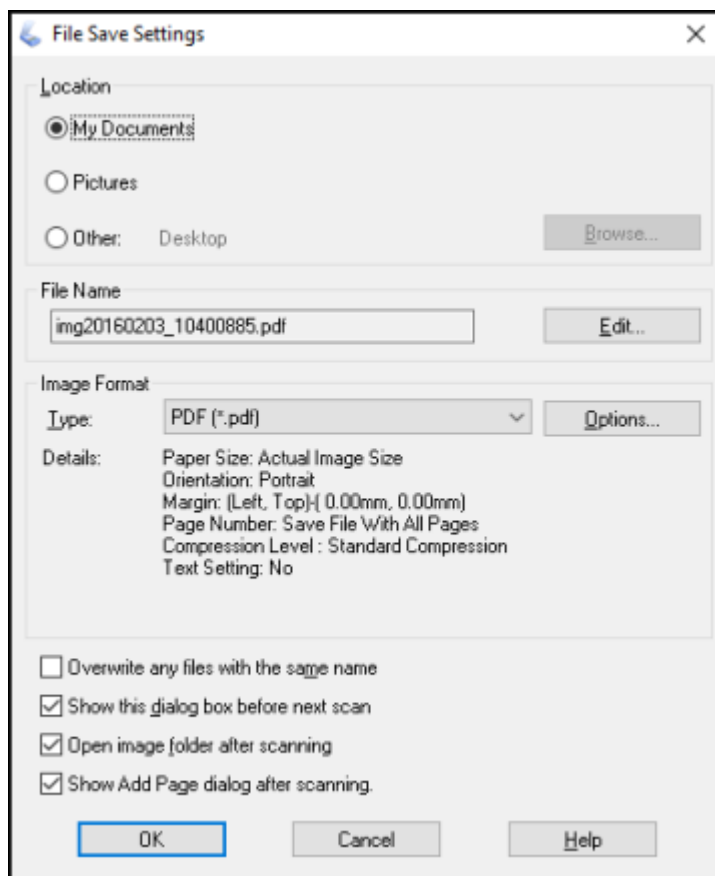 File Save Settings
Location
My Documents
Pictures
Other: Desktop Browse...
File Name
img20160203_10400885.pdf Edit...
Image Format
Type: PDF (*.pdf) Options...
Details: Paper Size: Actual Image Size
Orientation: Portrait
Margin: (Left, Top)-( 0.00mm, 0.00mm)
Page Number: Save File With All Pages
Compression Level : Standard Compression
Text Setting: No
Overwrite any files with the same name
Show this dialog box before next scan
Open image folder after scanning
Show Add Page dialog after scanning.
OK Cancel Help